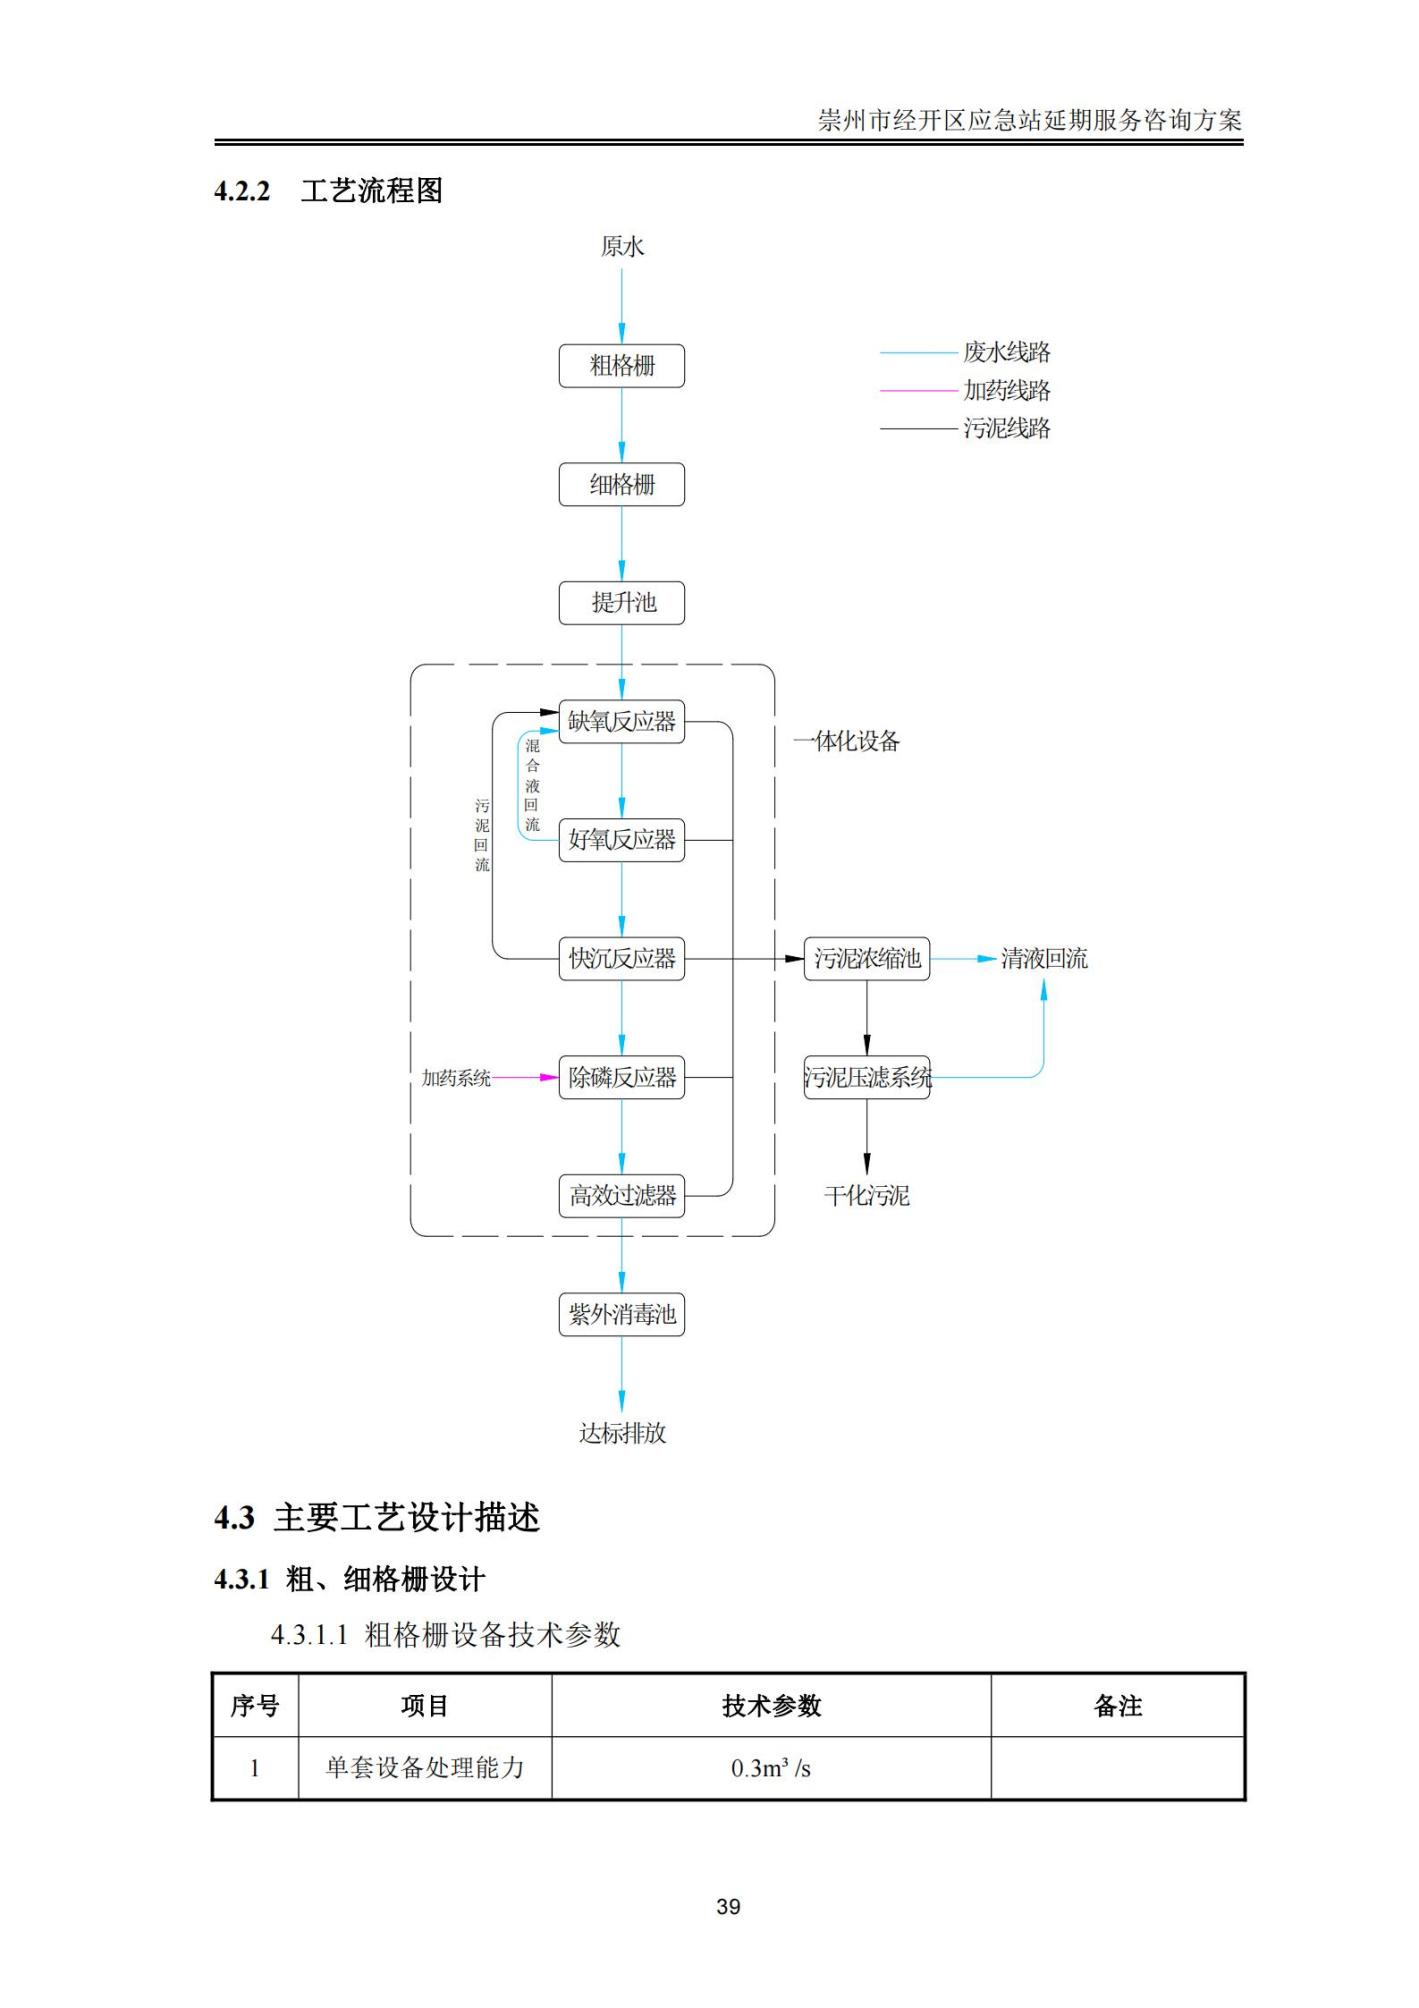 崇州市经开区应急站延期服务咨询方案
4.2.2 工艺流程图
原水
粗格栅
废水线路
加药线路
污泥线路
细格栅
提升池
缺氧反应器
一体化设备
混合液回流
污泥回流
好氧反应器
快沉反应器
污泥浓缩池
清液回流
加药系统
除磷反应器
污泥压滤系统
高效过滤器
干化污泥
紫外消毒池
达标排放
4.3 主要工艺设计描述
4.3.1 粗、细格栅设计
4.3.1.1 粗格栅设备技术参数
序号 项目 技术参数 备注
1 单套设备处理能力 0.3m³/s
39